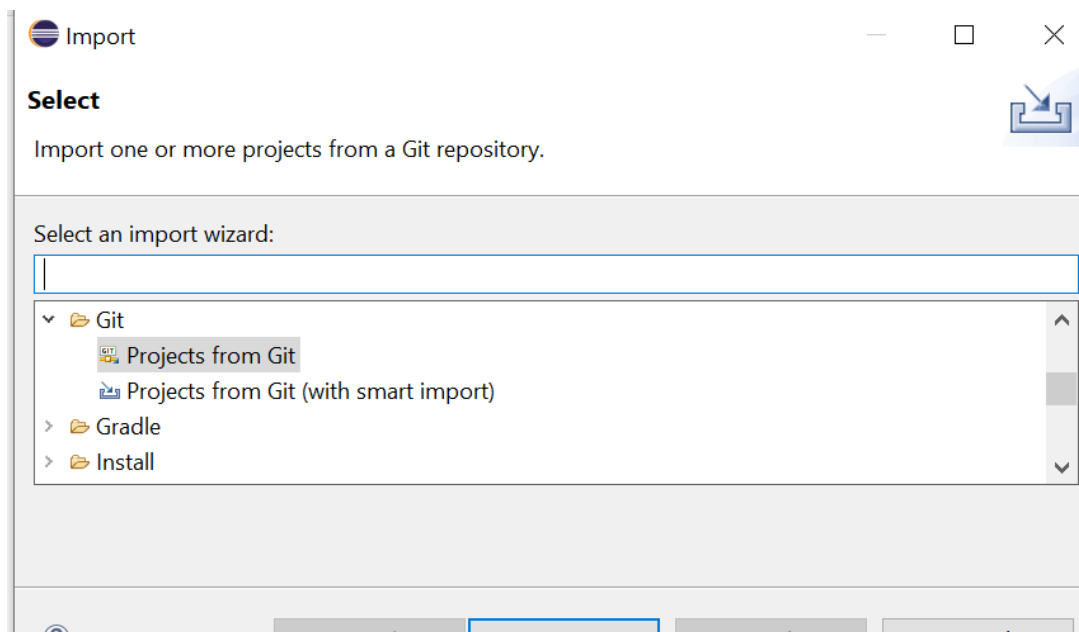 Import
Select
Import one or more projects from a Git repository.
Select an import wizard:
Git
Projects from Git
Projects from Git (with smart import)
Gradle
Install